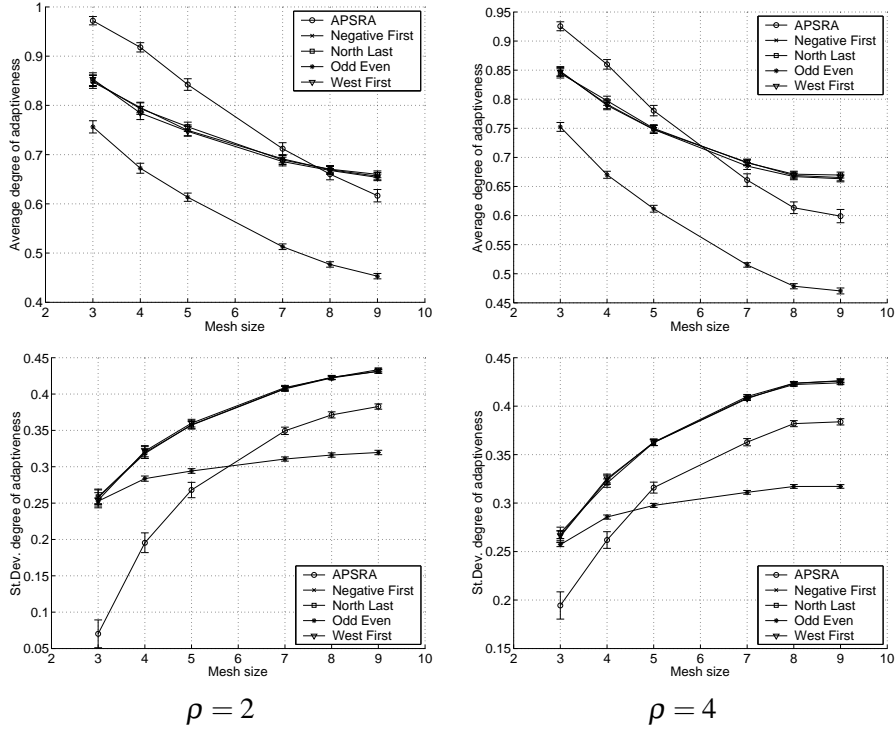 1
0.9
0.8
0.7
0.6
0.5
0.4
2 3 4 5 6 7 8 9 10
Mesh size
Average degree of adaptiveness
APSRA
Negative First
North Last
Odd Even
West First
0.95
0.9
0.85
0.8
0.75
0.7
0.65
0.6
0.55
0.5
0.45
2 3 4 5 6 7 8 9 10
Mesh size
Average degree of adaptiveness
APSRA
Negative First
North Last
Odd Even
West First
0.45
0.4
0.35
0.3
0.25
0.2
0.15
0.1
0.05
2 3 4 5 6 7 8 9 10
Mesh size
St.Dev. degree of adaptiveness
APSRA
Negative First
North Last
Odd Even
West First
0.45
0.4
0.35
0.3
0.25
0.2
0.15
2 3 4 5 6 7 8 9 10
Mesh size
St.Dev. degree of adaptiveness
APSRA
Negative First
North Last
Odd Even
West First
ρ = 2
ρ = 4